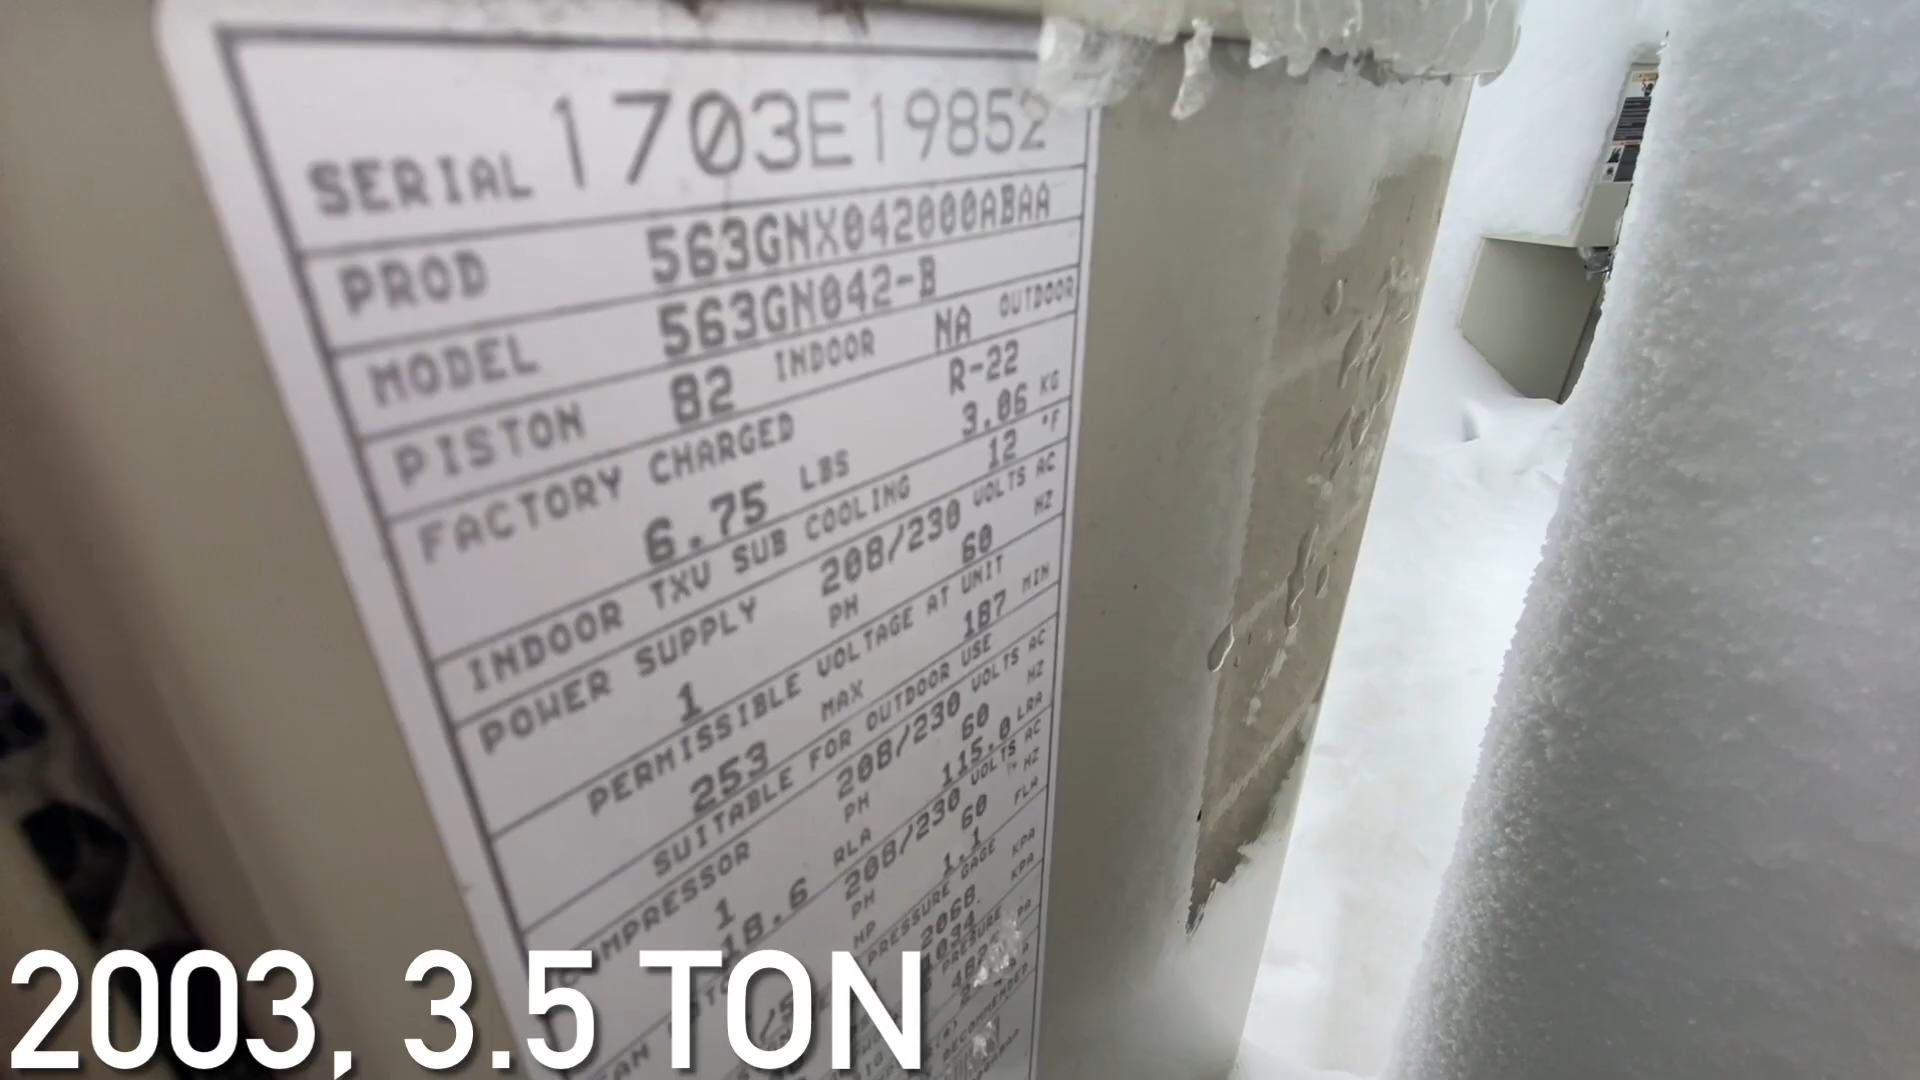 SERIAL 1703E19852
PROD 563GNX042000ABAA
MODEL 563GN042-B
PISTON 82 INDOOR NA OUTDOOR
FACTORY CHARGED R-22
6.75 LBS 3.06 KG
INDOOR TXV SUB COOLING 12 °F
POWER SUPPLY 208/230 VOLTS AC
1 PH 60 HZ
PERMISSIBLE VOLTAGE AT UNIT
253 MAX 187 MIN
SUITABLE FOR OUTDOOR USE
COMPRESSOR 208/230 VOLTS AC
1 PH 60 HZ
18.6 RLA 115.0 LRA
208/230 VOLTS AC
PH 60 HZ
HP 1.1 FLA
PRESSURE GAGE
2068 KPA
KPA
2003, 3.5 TON